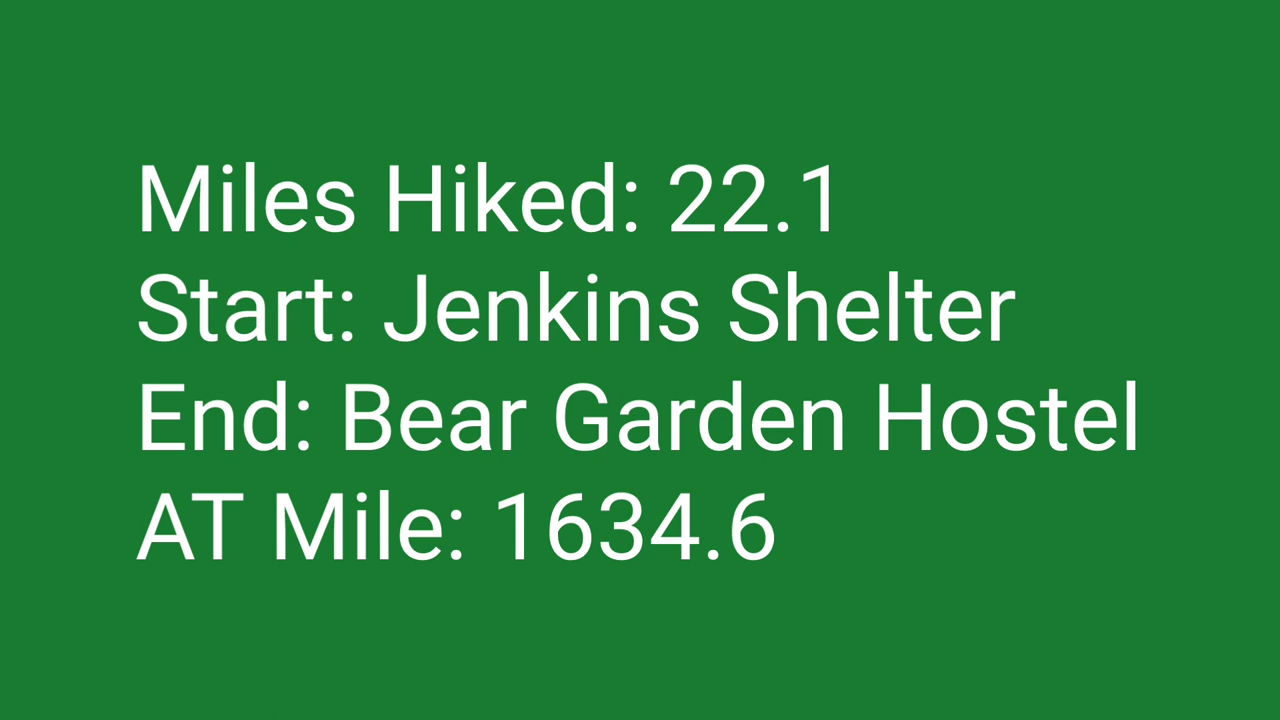 Miles Hiked: 22.1
Start: Jenkins Shelter
End: Bear Garden Hostel
AT Mile: 1634.6